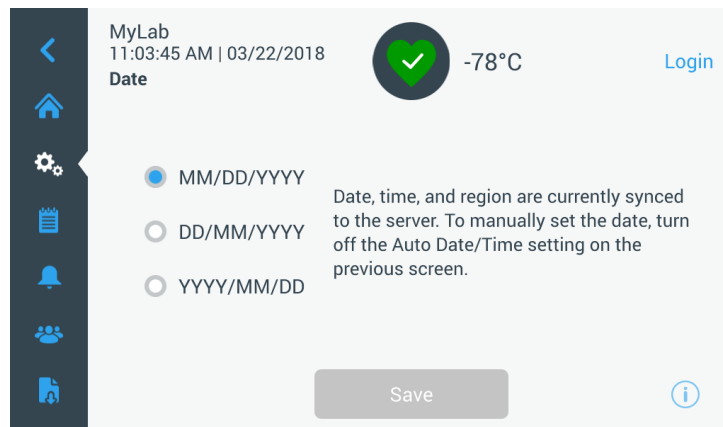 MyLab
11:03:45 AM | 03/22/2018
Date
-78°C
Login
MM/DD/YYYY
DD/MM/YYYY
YYYY/MM/DD
Date, time, and region are currently synced
to the server. To manually set the date, turn
off the Auto Date/Time setting on the
previous screen.
Save
i